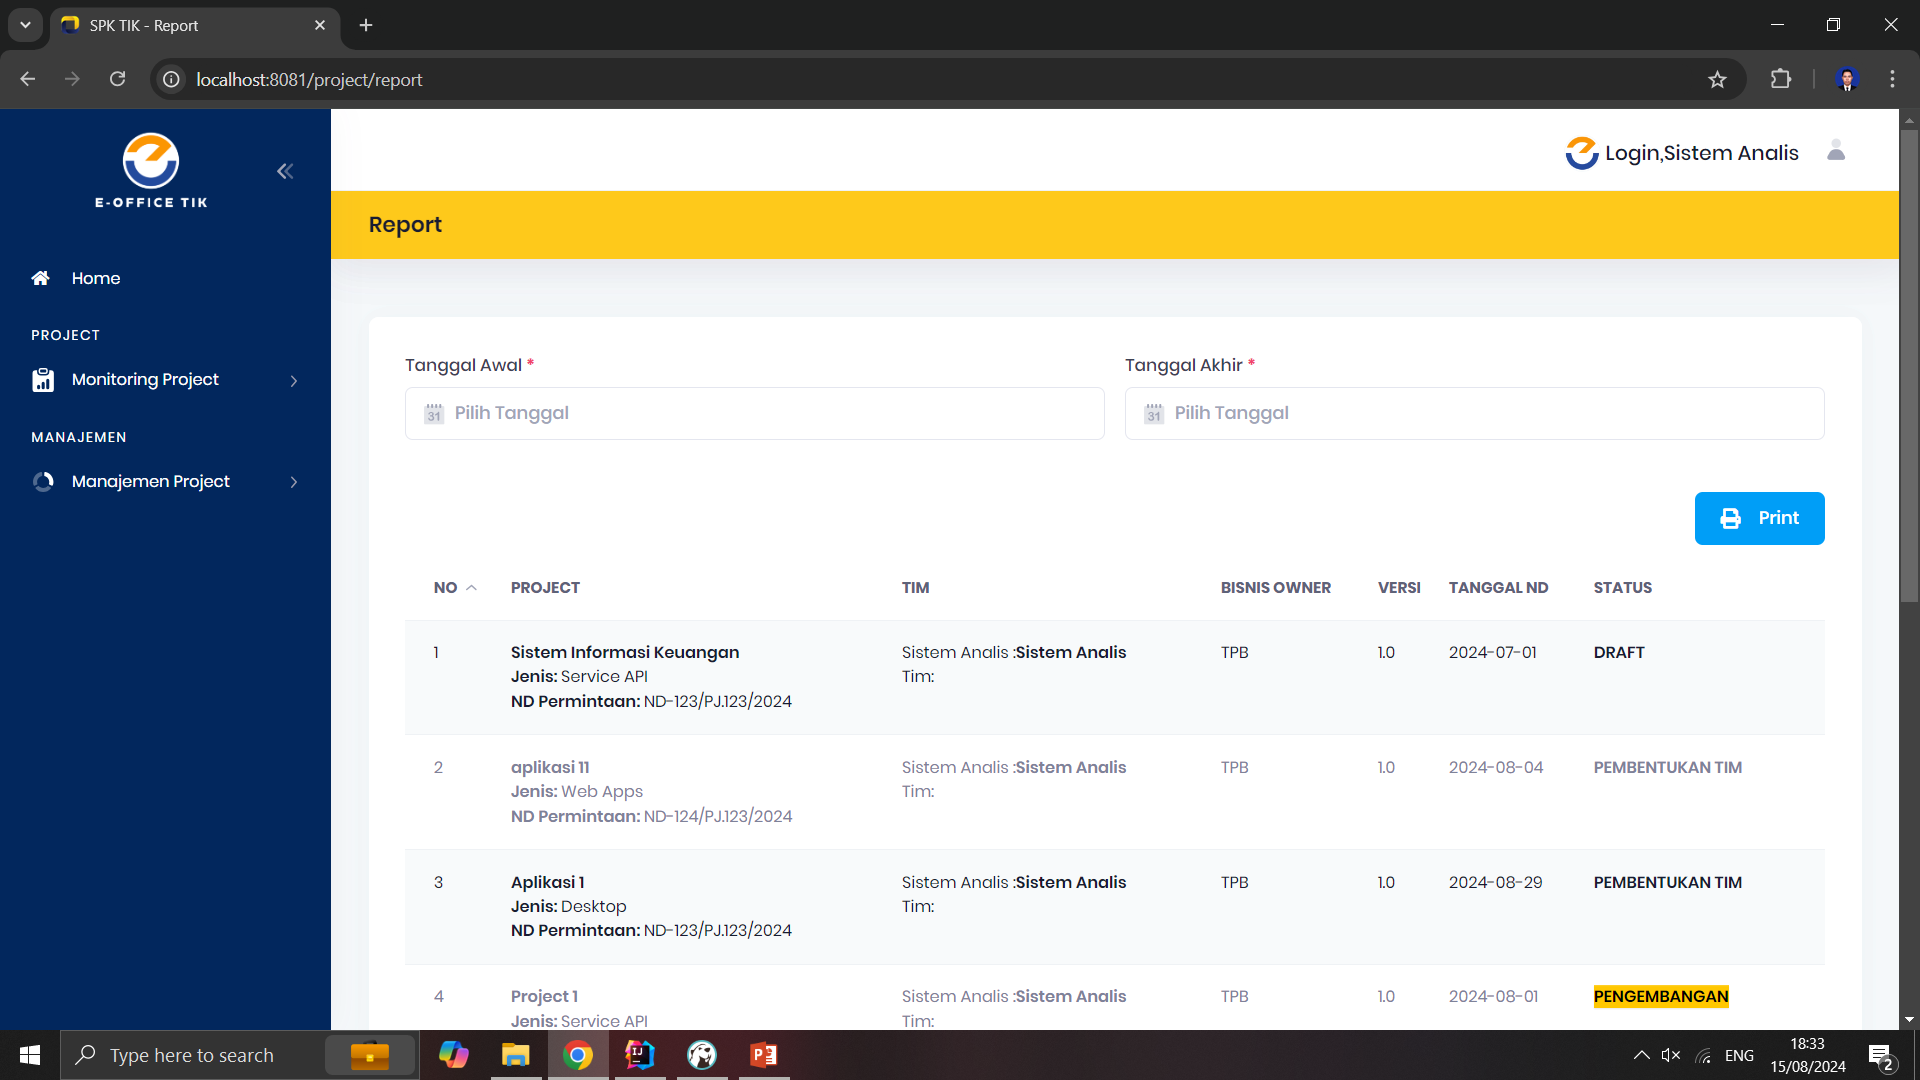 SPK TIK - Report
localhost:8081/project/report
E-OFFICE TIK
Login,Sistem Analis
Report
Home
PROJECT
Monitoring Project
MANAJEMEN
Manajemen Project
Tanggal Awal *
Tanggal Akhir *
31 Pilih Tanggal
31 Pilih Tanggal
Print
NO PROJECT TIM BISNIS OWNER VERSI TANGGAL ND STATUS
1 Sistem Informasi Keuangan Sistem Analis :Sistem Analis TPB 1.0 2024-07-01 DRAFT
Jenis: Service API Tim:
ND Permintaan: ND-123/PJ.123/2024
2 aplikasi 11 Sistem Analis :Sistem Analis TPB 1.0 2024-08-04 PEMBENTUKAN TIM
Jenis: Web Apps Tim:
ND Permintaan: ND-124/PJ.123/2024
3 Aplikasi 1 Sistem Analis :Sistem Analis TPB 1.0 2024-08-29 PEMBENTUKAN TIM
Jenis: Desktop Tim:
ND Permintaan: ND-123/PJ.123/2024
4 Project 1 Sistem Analis :Sistem Analis TPB 1.0 2024-08-01 PENGEMBANGAN
Jenis: Service API Tim:
Type here to search
ENG
18:33
15/08/2024
2